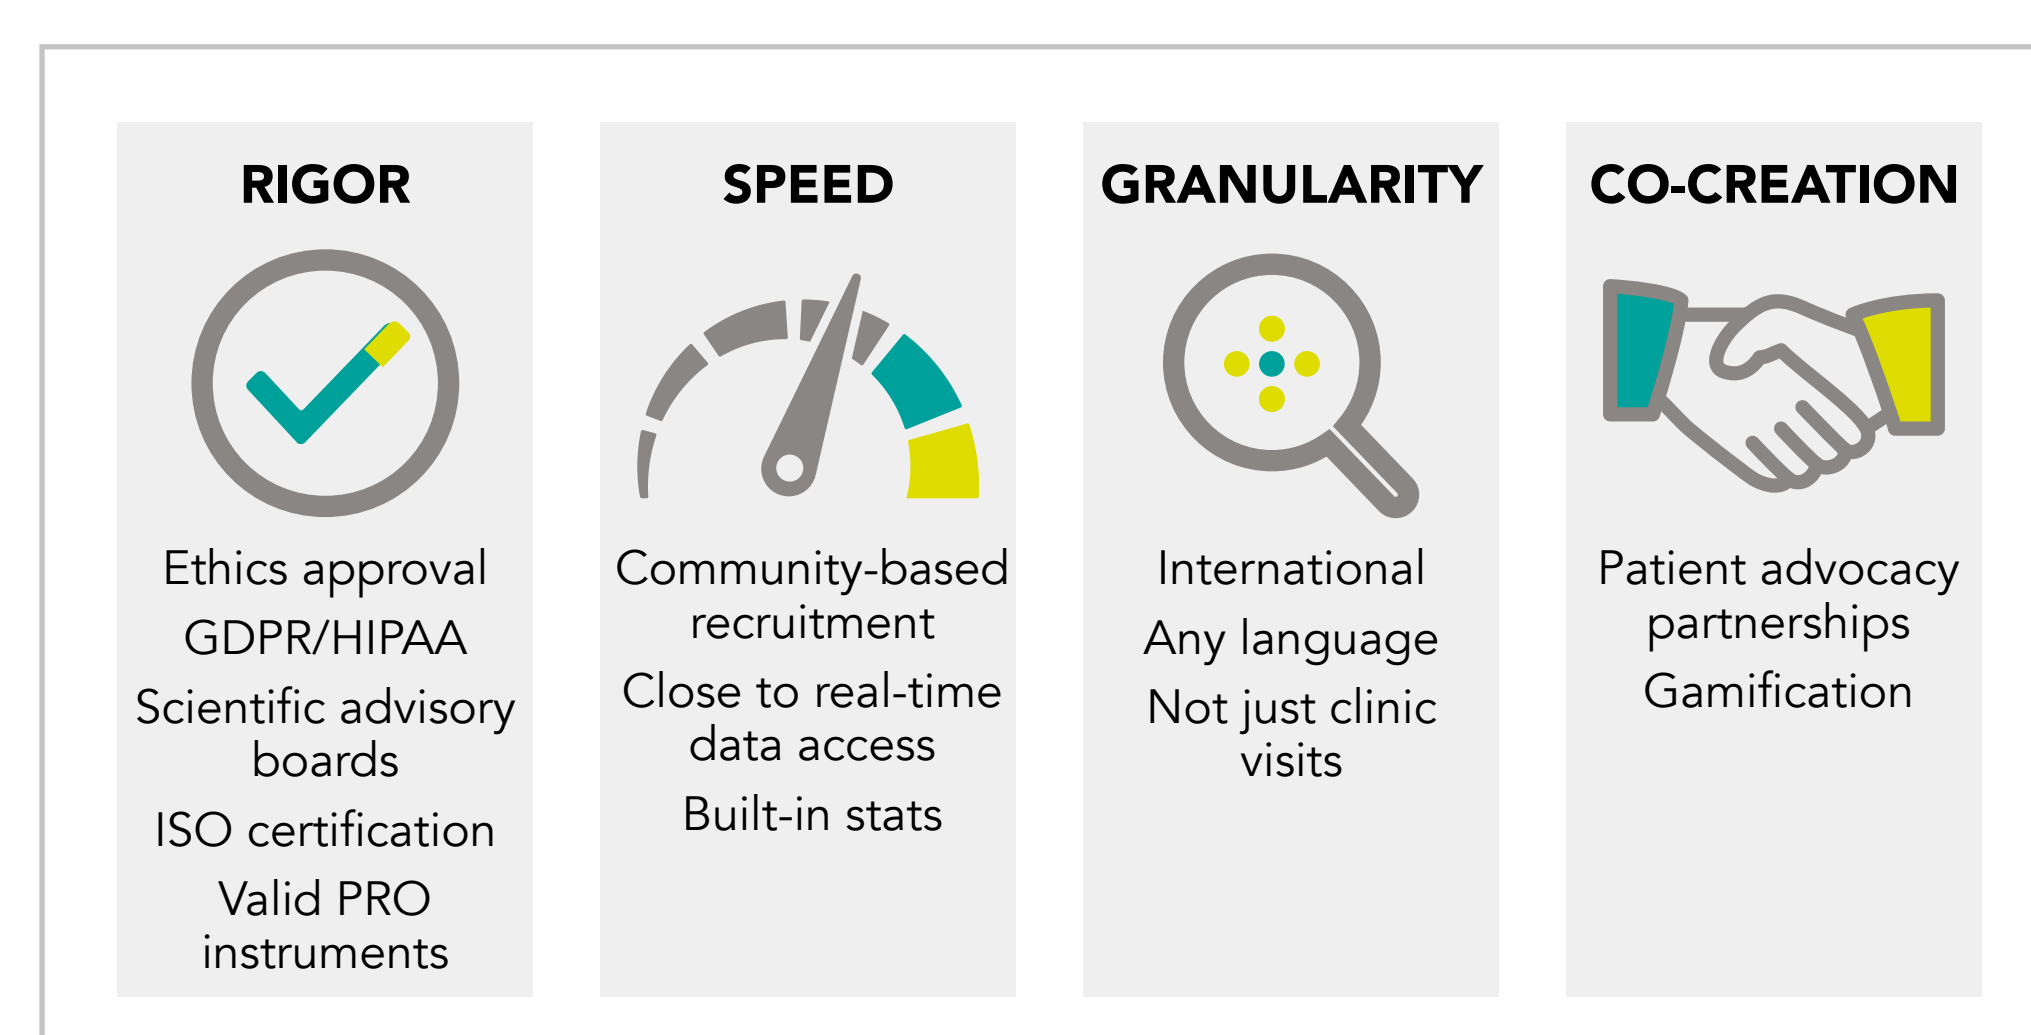 RIGOR
Ethics approval
GDPR/HIPAA
Scientific advisory
boards
ISO certification
Valid PRO
instruments
SPEED
Community-based
recruitment
Close to real-time
data access
Built-in stats
GRANULARITY
International
Any language
Not just clinic
visits
CO-CREATION
Patient advocacy
partnerships
Gamification